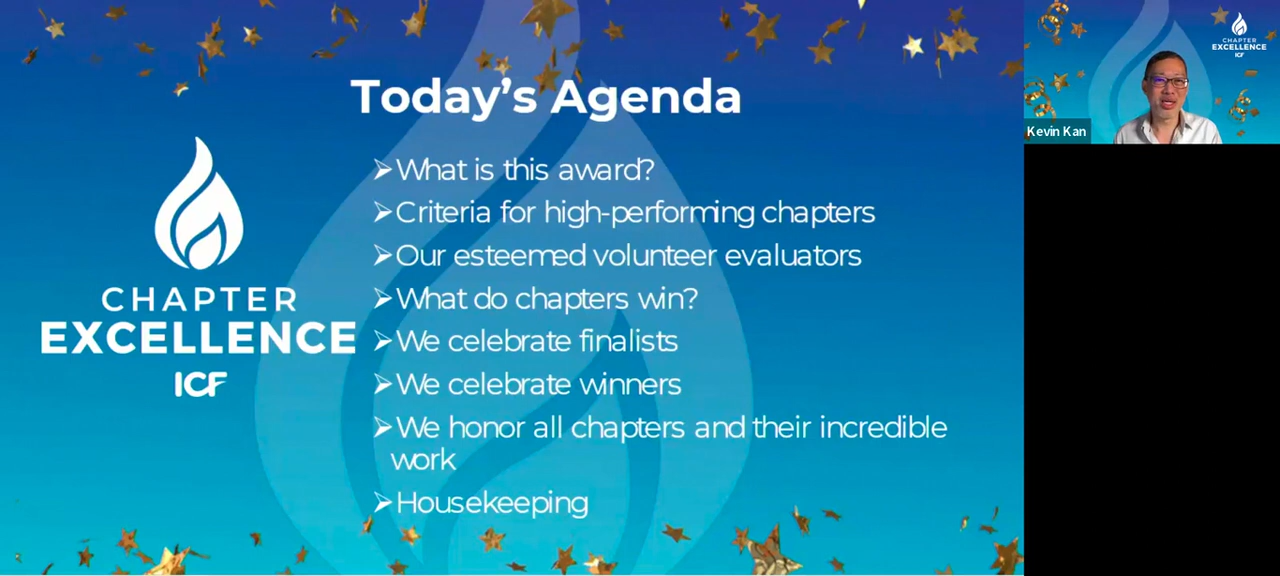 Today's Agenda
➢What is this award?
➢Criteria for high-performing chapters
➢Our esteemed volunteer evaluators
➢What do chapters win?
➢We celebrate finalists
➢We celebrate winners
➢We honor all chapters and their incredible
work
➢Housekeeping
CHAPTER
EXCELLENCE
ICF
CHAPTER
EXCELLENCE
ICF
Kevin Kan